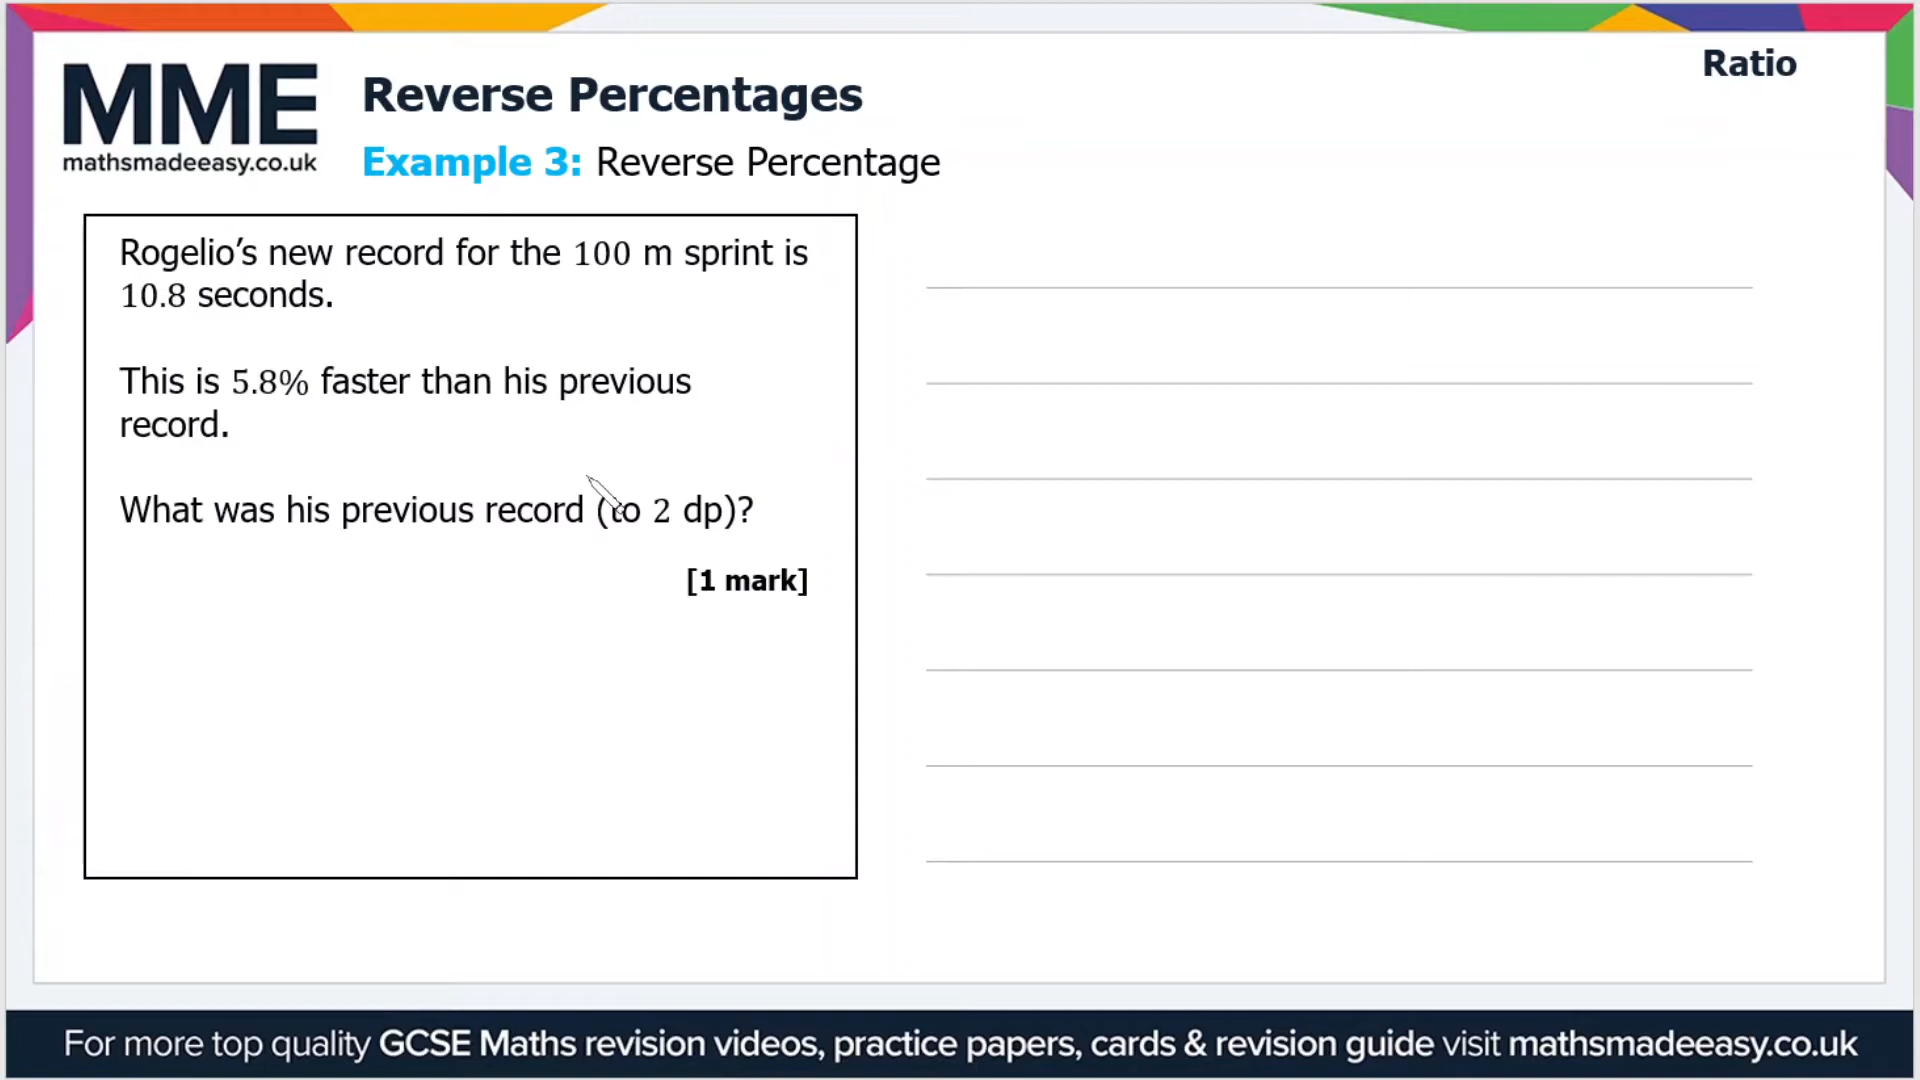 Ratio
MME
mathsmadeeasy.co.uk
Reverse Percentages
Example 3: Reverse Percentage
Rogelio’s new record for the 100 m sprint is
10.8 seconds.
This is 5.8% faster than his previous
record.
What was his previous record (to 2 dp)?
[1 mark]
For more top quality GCSE Maths revision videos, practice papers, cards & revision guide visit mathsmadeeasy.co.uk